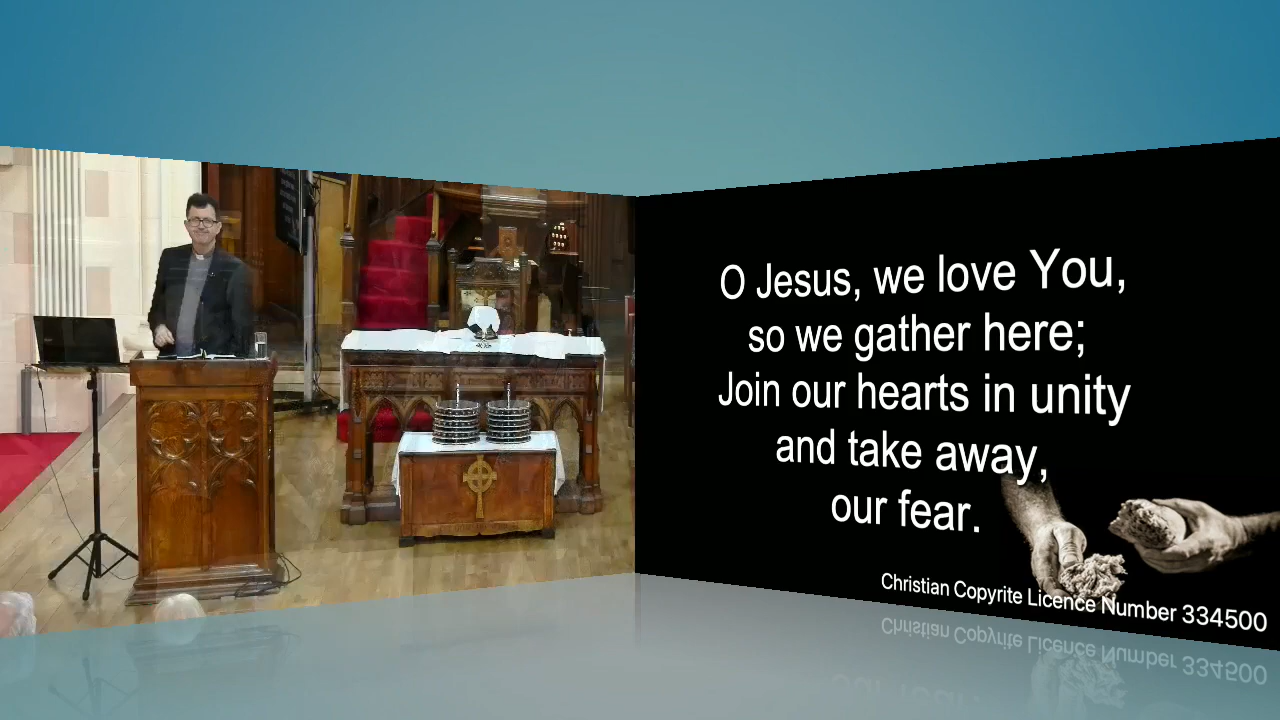 O Jesus, we love You,
so we gather here;
Join our hearts in unity
and take away,
our fear.
Christian Copyrite Licence Number 334500